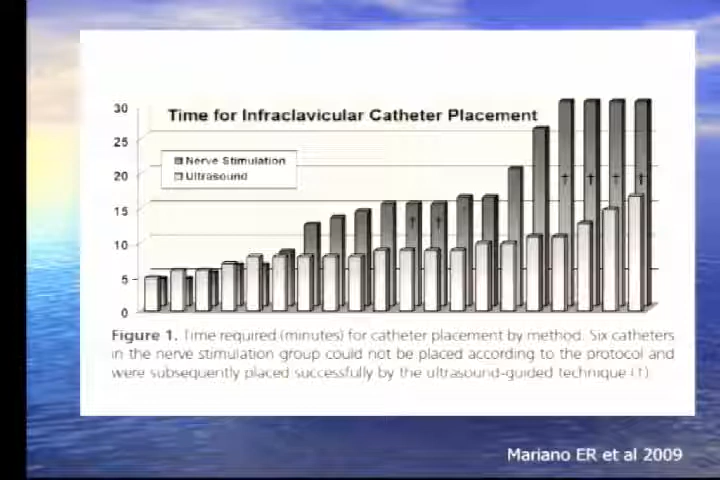 Time for Infraclavicular Catheter Placement
30
25
20
15
10
5
0
Nerve Stimulation
Ultrasound
† † † † † †
Figure 1. Time required (minutes) for catheter placement by method. Six catheters
in the nerve stimulation group could not be placed according to the protocol and
were subsequently placed successfully by the ultrasound-guided technique (†).
Mariano ER et al 2009